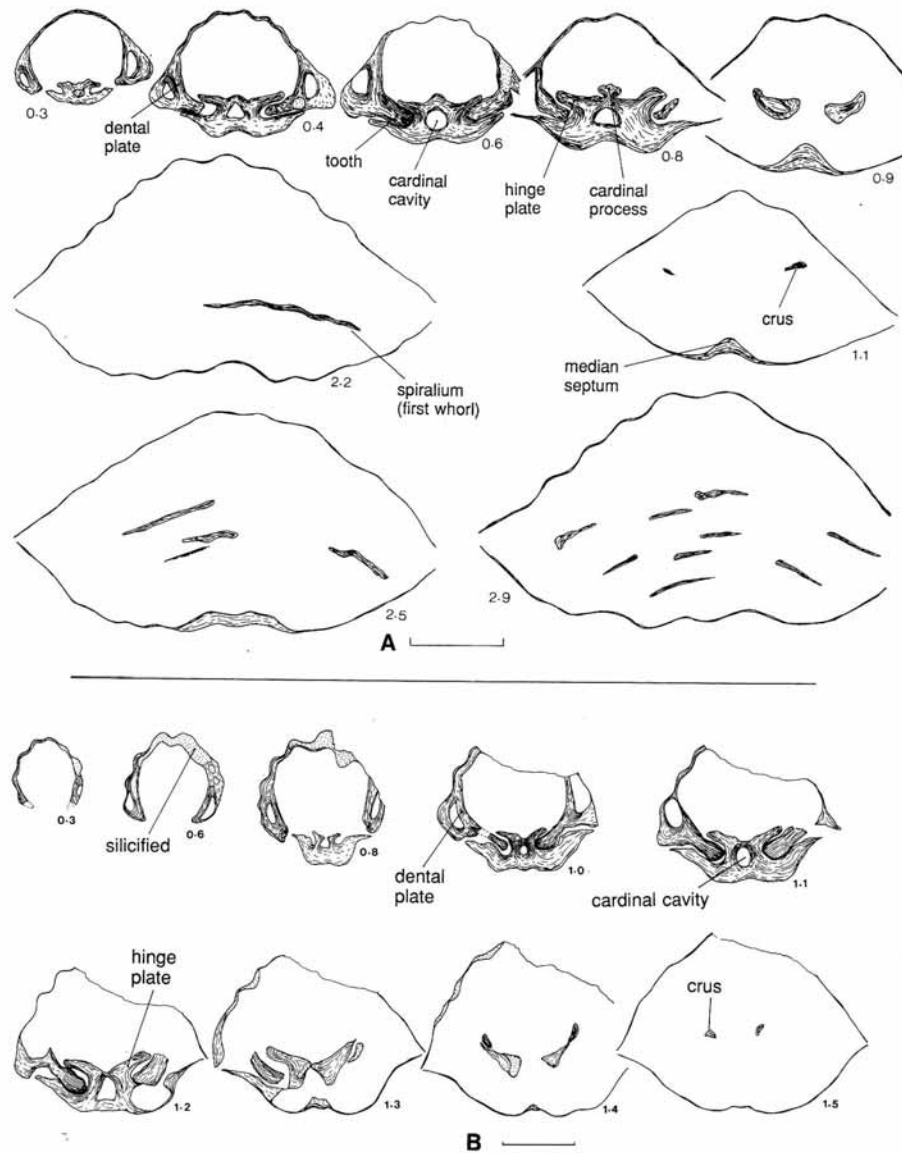 0·3
0·4
0·6
0·8
0·9
dental
plate
tooth
cardinal
cavity
hinge
plate
cardinal
process
2·2
spiralium
(first whorl)
crus
median
septum
1·1
2·5
2·9
A
0·3
0·6
silicified
0·8
dental
plate
1·0
cardinal cavity
1·1
hinge
plate
1·2
1·3
1·4
crus
1·5
B